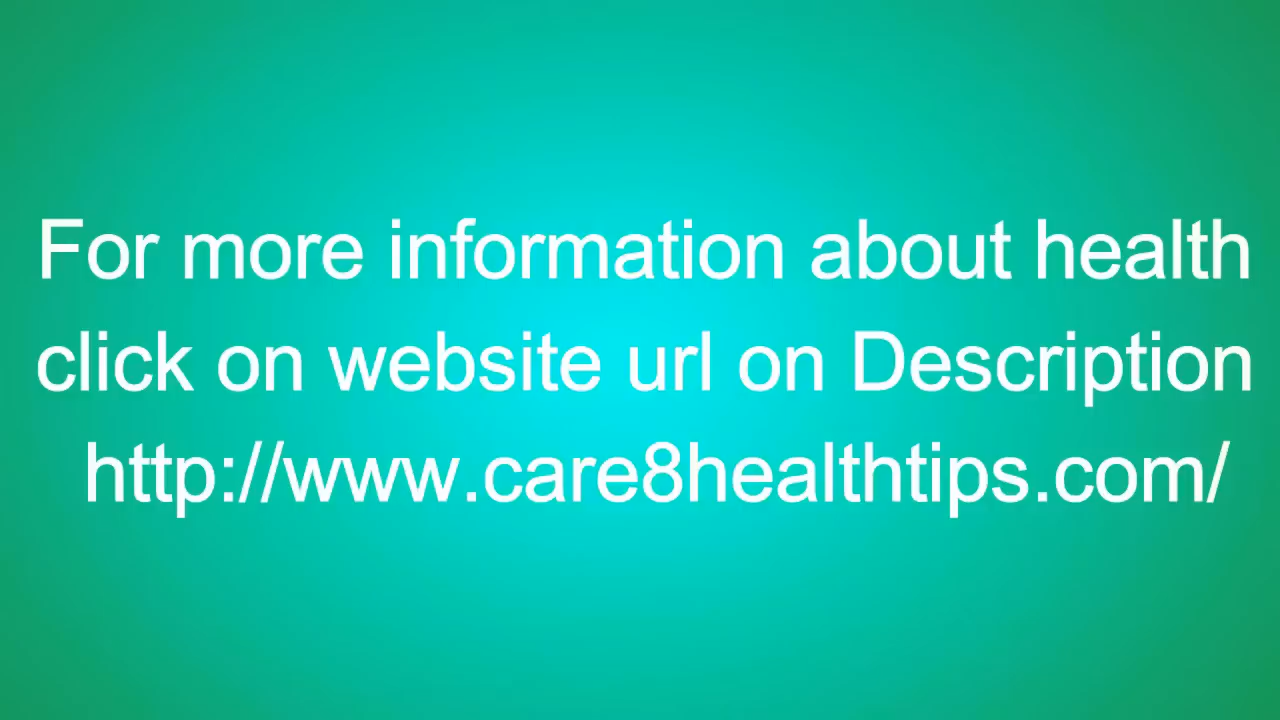 For more information about health
click on website url on Description
http://www.care8healthtips.com/